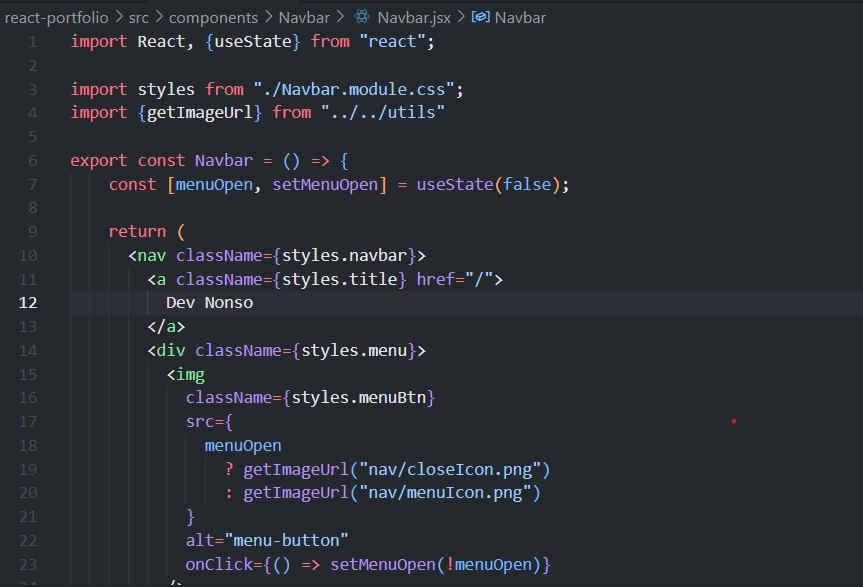 react-portfolio > src > components > Navbar > Navbar.jsx > Navbar
1 import React, {useState} from "react";
2
3 import styles from "./Navbar.module.css";
4 import {getImageUrl} from "../../utils"
5
6 export const Navbar = () => {
7 const [menuOpen, setMenuOpen] = useState(false);
8
9 return (
10 <nav className={styles.navbar}>
11 <a className={styles.title} href="/">
12 Dev Nonso
13 </a>
14 <div className={styles.menu}>
15 <img
16 className={styles.menuBtn}
17 src={
18 menuOpen
19 ? getImageUrl("nav/closeIcon.png")
20 : getImageUrl("nav/menuIcon.png")
21 }
22 alt="menu-button"
23 onClick={() => setMenuOpen(!menuOpen)}